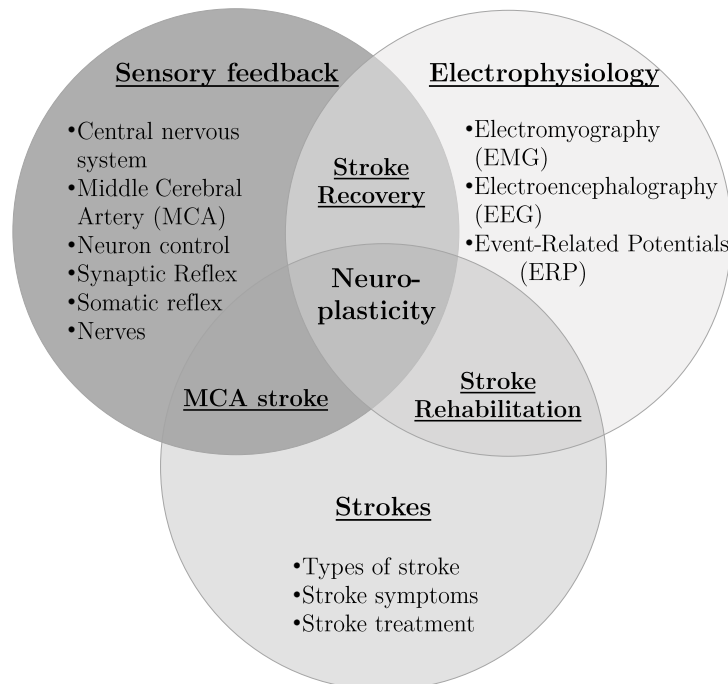 Sensory feedback
•Central nervous
system
•Middle Cerebral
Artery (MCA)
•Neuron control
•Synaptic Reflex
•Somatic reflex
•Nerves
Electrophysiology
•Electromyography
(EMG)
•Electroencephalography
(EEG)
•Event-Related Potentials
(ERP)
Stroke
Recovery
Neuro-
plasticity
MCA stroke
Stroke
Rehabilitation
Strokes
•Types of stroke
•Stroke symptoms
•Stroke treatment